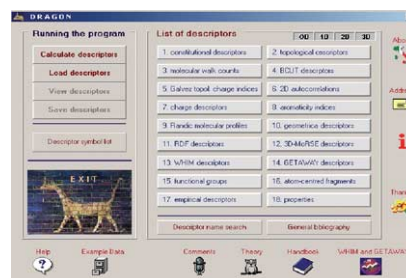 DRAGON
Running the program
Calculate descriptors
Load descriptors
View descriptors
Save descriptors
Descriptor symbol list
EXIT
List of descriptors
0D 1D 2D 3D
1. constitutional descriptors
2. topological descriptors
3. molecular walk counts
4. BCUT descriptors
5. Galvez topol. charge indices
6. 2D autocorrelations
7. charge descriptors
8. aromaticity indices
9. Randic molecular profiles
10. geometrical descriptors
11. RDF descriptors
12. 3D-MoRSE descriptors
13. WHIM descriptors
14. GETAWAY descriptors
15. functional groups
16. atom-centred fragments
17. empirical descriptors
18. properties
Descriptor name search
General bibliography
Help
Example Data
Comments
Theory
Handbook
WHIM and GETAWAY